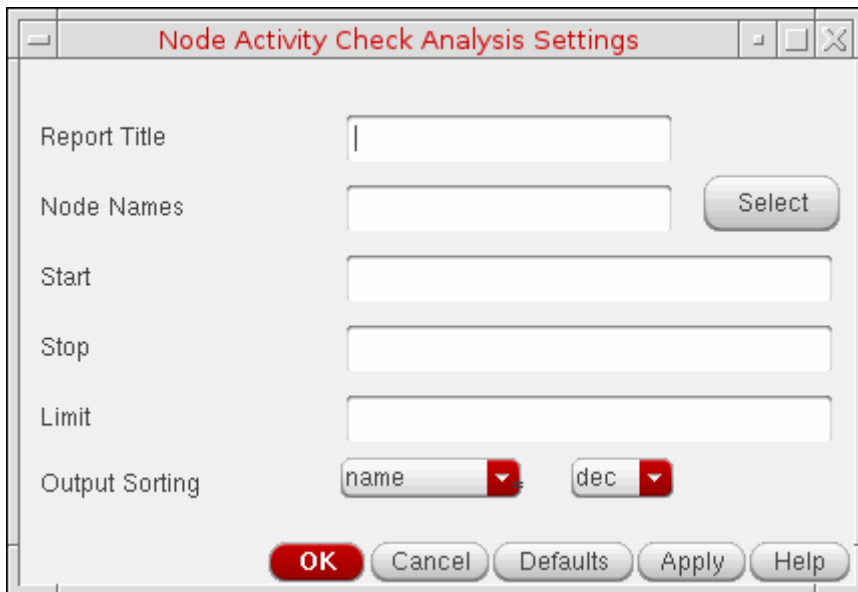 Node Activity Check Analysis Settings
Report Title
Node Names
Select
Start
Stop
Limit
Output Sorting
name
dec
OK
Cancel
Defaults
Apply
Help